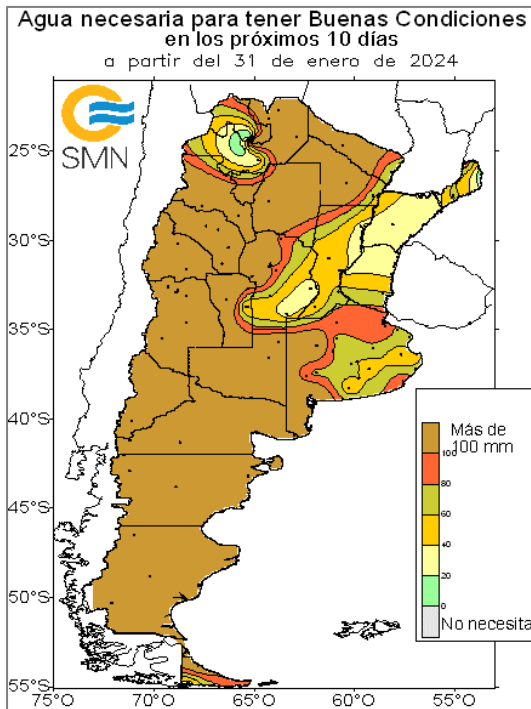 Agua necesaria para tener Buenas Condiciones
en los próximos 10 días
a partir del 31 de enero de 2024
SMN
25°S
30°S
35°S
40°S
45°S
50°S
55°S
75°O
70°O
65°O
60°O
55°O
Más de
100 mm
100
80
60
40
20
0
No necesita